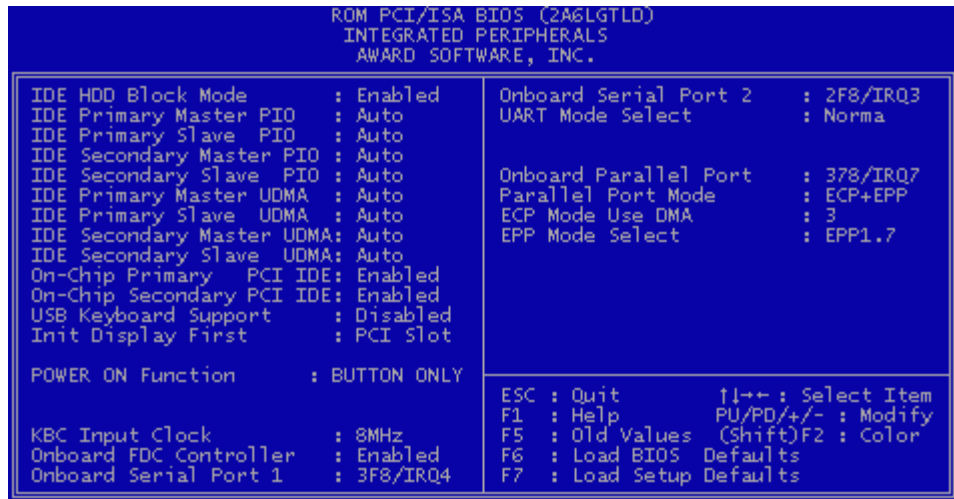 ROM PCI/ISA BIOS (2A6LGTLD)
INTEGRATED PERIPHERALS
AWARD SOFTWARE, INC.
IDE HDD Block Mode : Enabled
IDE Primary Master PIO : Auto
IDE Primary Slave PIO : Auto
IDE Secondary Master PIO : Auto
IDE Secondary Slave PIO : Auto
IDE Primary Master UDMA : Auto
IDE Primary Slave UDMA : Auto
IDE Secondary Master UDMA: Auto
IDE Secondary Slave UDMA: Auto
On-Chip Primary PCI IDE: Enabled
On-Chip Secondary PCI IDE: Enabled
USB Keyboard Support : Disabled
Init Display First : PCI Slot
POWER ON Function : BUTTON ONLY
KBC Input Clock : 8MHz
Onboard FDC Controller : Enabled
Onboard Serial Port 1 : 3F8/IRQ4
Onboard Serial Port 2 : 2F8/IRQ3
UART Mode Select : Norma
Onboard Parallel Port : 378/IRQ7
Parallel Port Mode : ECP+EPP
ECP Mode Use DMA : 3
EPP Mode Select : EPP1.7
ESC : Quit ↑↓→← : Select Item
F1 : Help PU/PD/+/- : Modify
F5 : Old Values (Shift)F2 : Color
F6 : Load BIOS Defaults
F7 : Load Setup Defaults